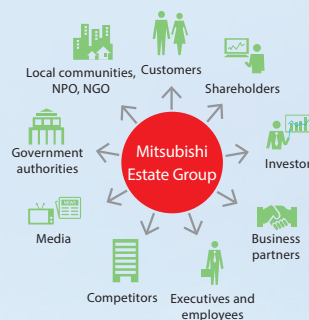 Local communities,
NPO, NGO
Customers
Shareholders
Government
authorities
Mitsubishi
Estate Group
Investor
Media
NEWS
Business
partners
Competitors
Executives and
employees